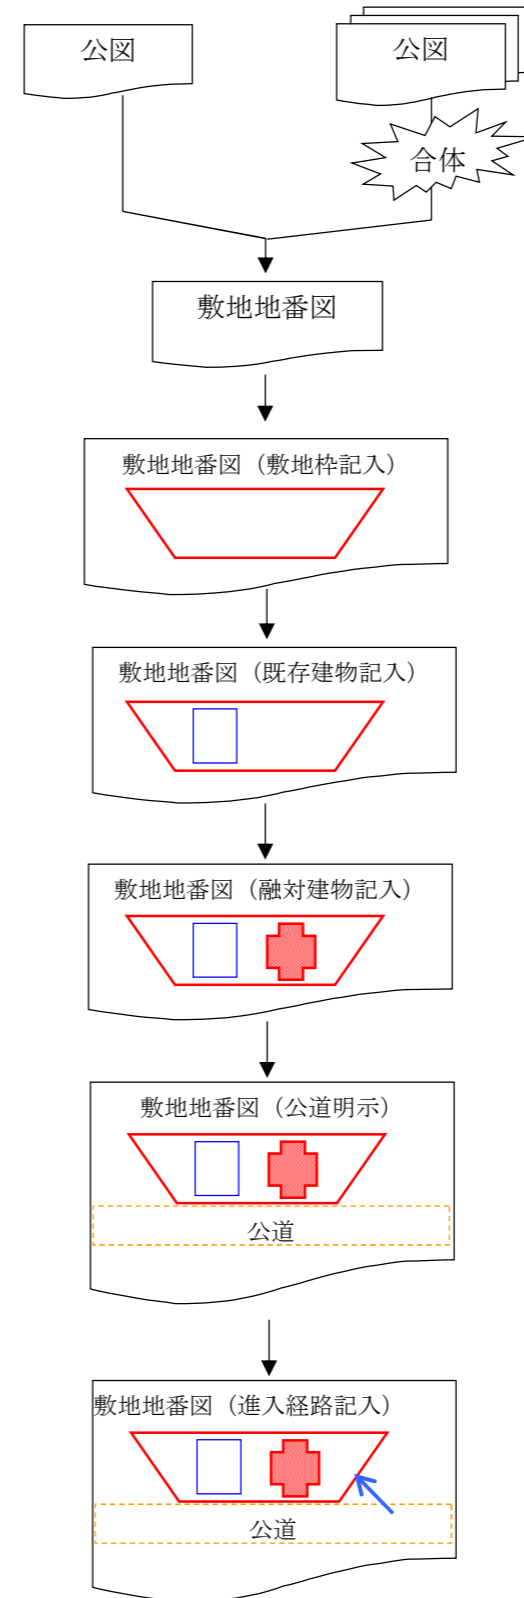 公図
公図
合体
敷地地番図
敷地地番図（敷地枠記入）
敷地地番図（既存建物記入）
敷地地番図（融対建物記入）
敷地地番図（公道明示）
公道
敷地地番図（進入経路記入）
公道